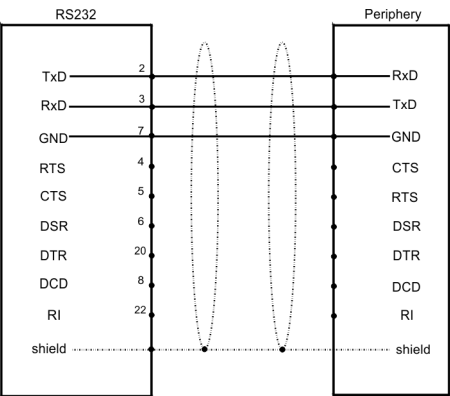 RS232 Periphery
TxD 2 RxD
RxD 3 TxD
GND 7 GND
RTS 4 CTS
CTS 5 RTS
DSR 6 DSR
DTR 20 DTR
DCD 8 DCD
RI 22 RI
shield shield